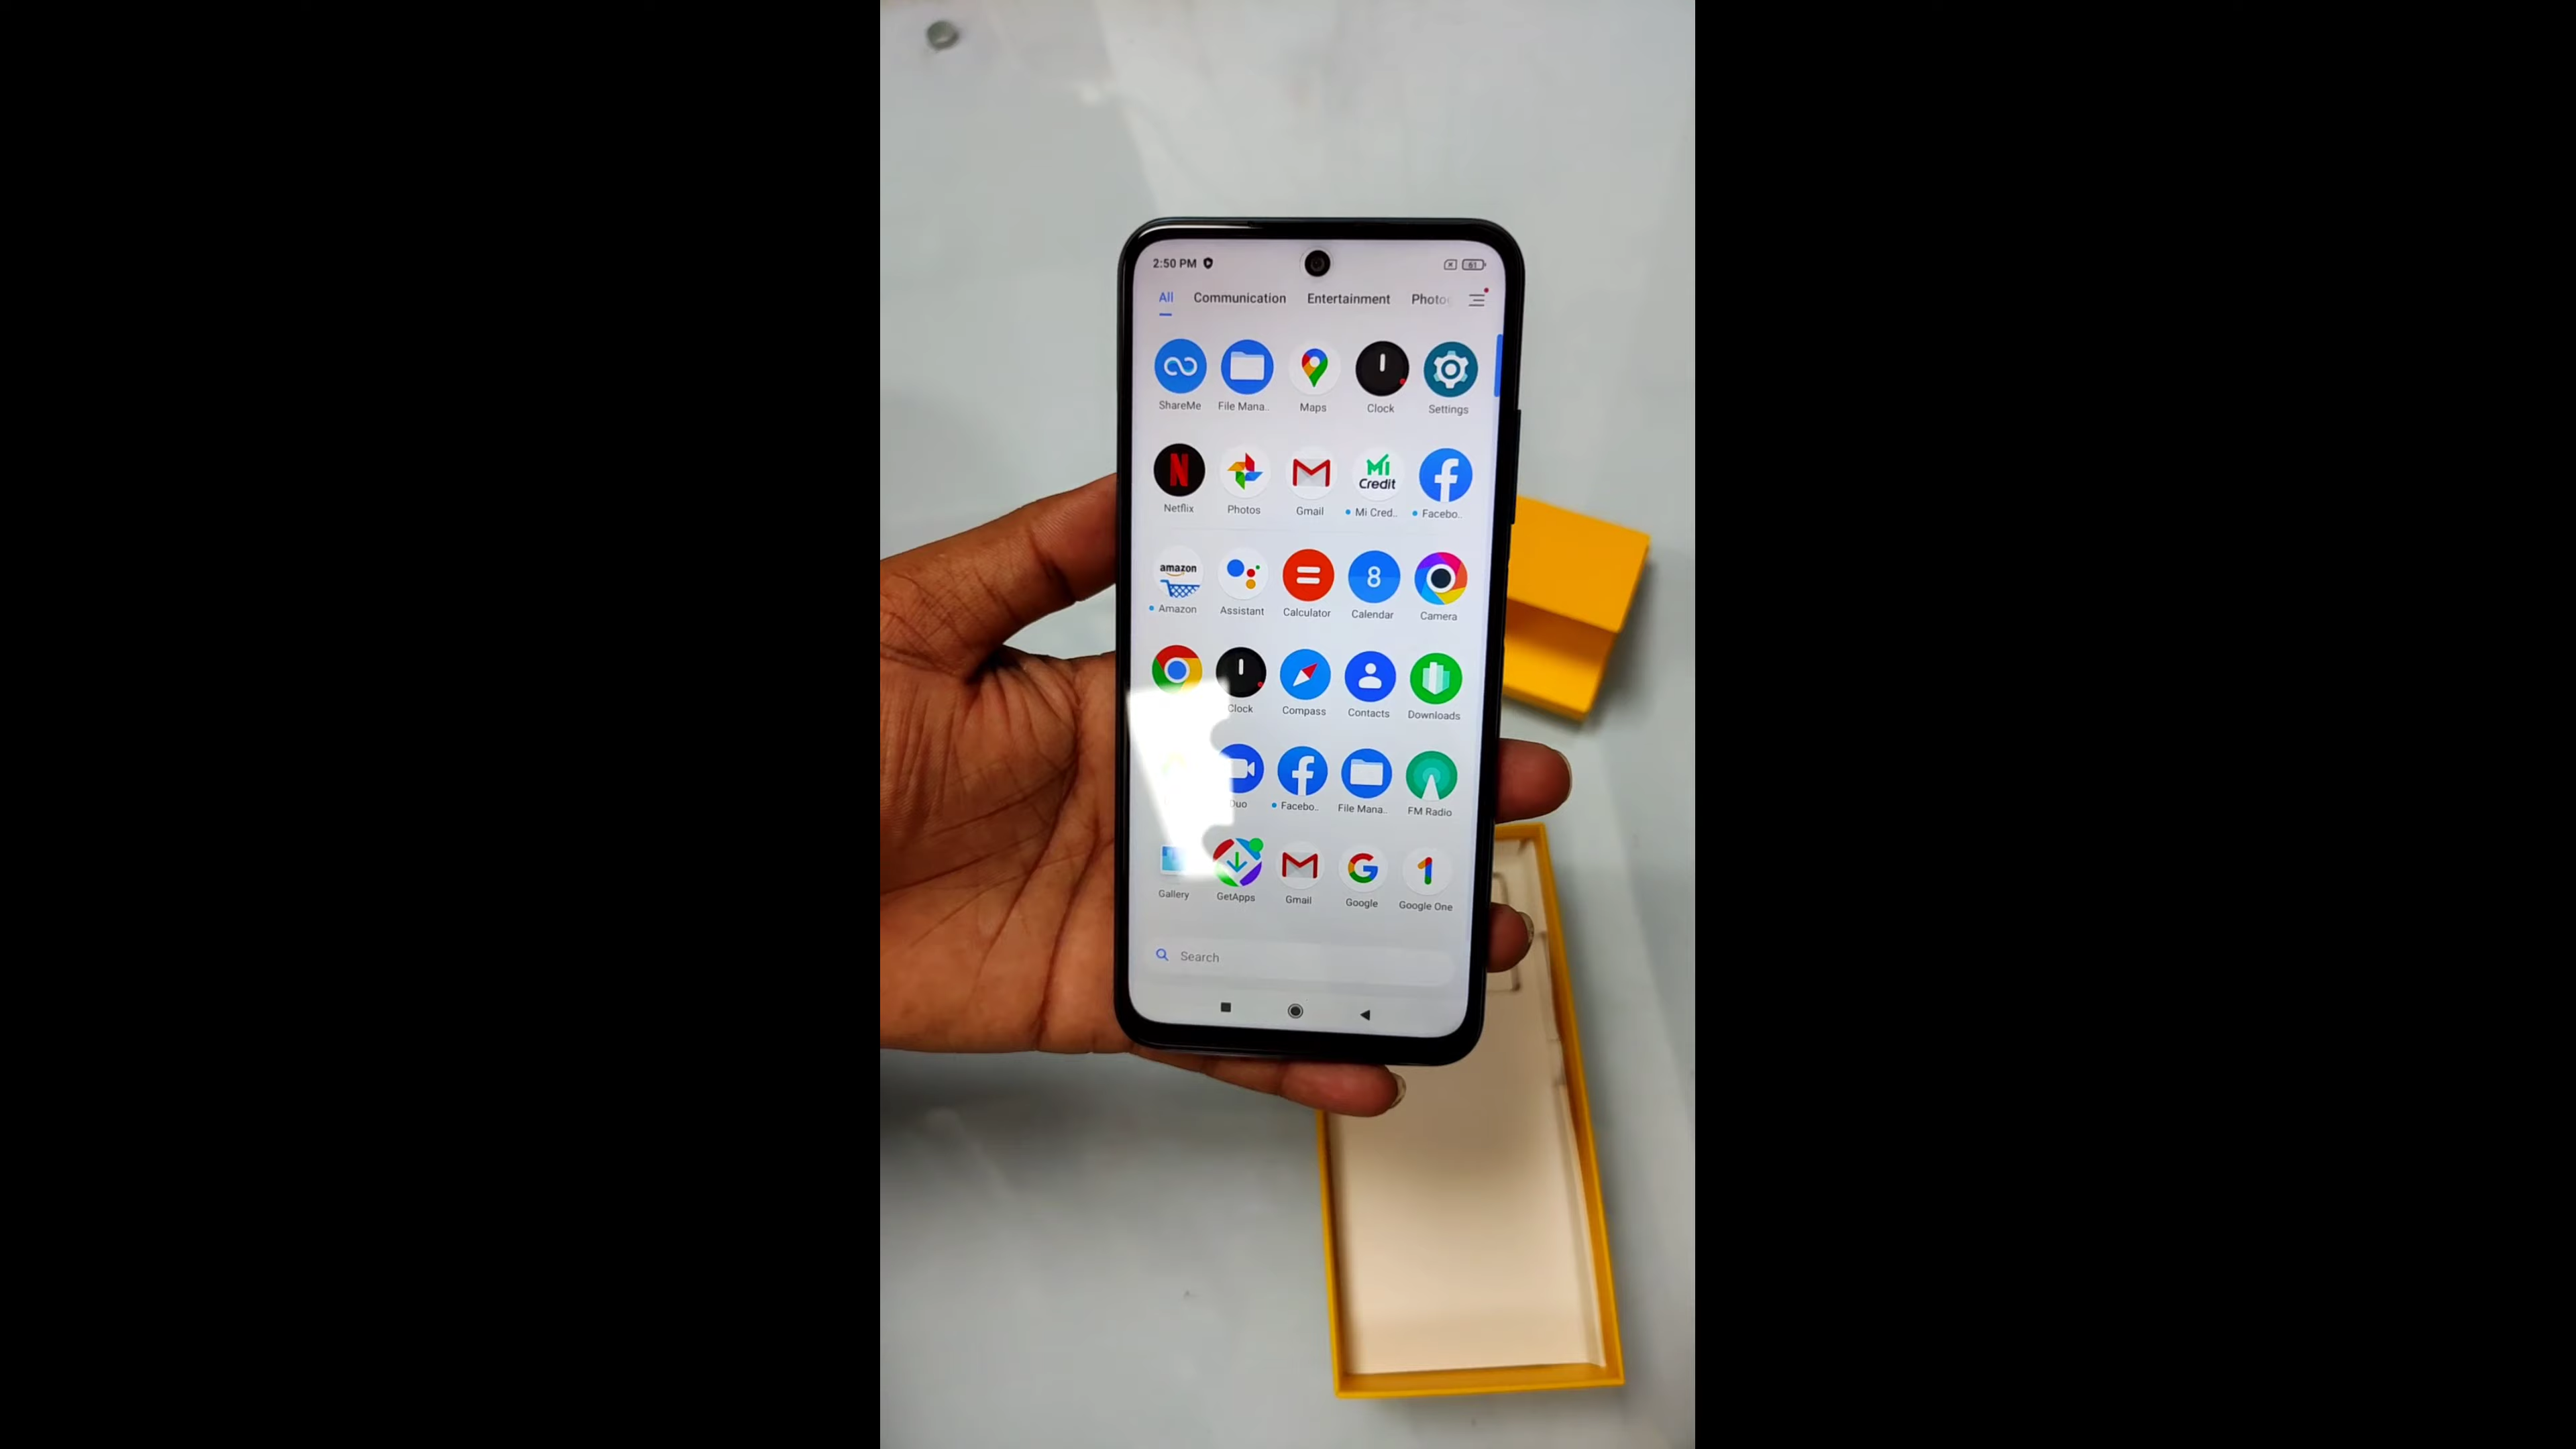 2:50 PM 61
All Communication Entertainment Photo
ShareMe File Mana.. Maps Clock Settings
Mi Credit
Netflix Photos Gmail Mi Cred.. Facebo..
amazon 8
Amazon Assistant Calculator Calendar Camera
Clock Compass Contacts Downloads
Duo Facebo.. File Mana.. FM Radio
Gallery GetApps Gmail Google Google One
Search